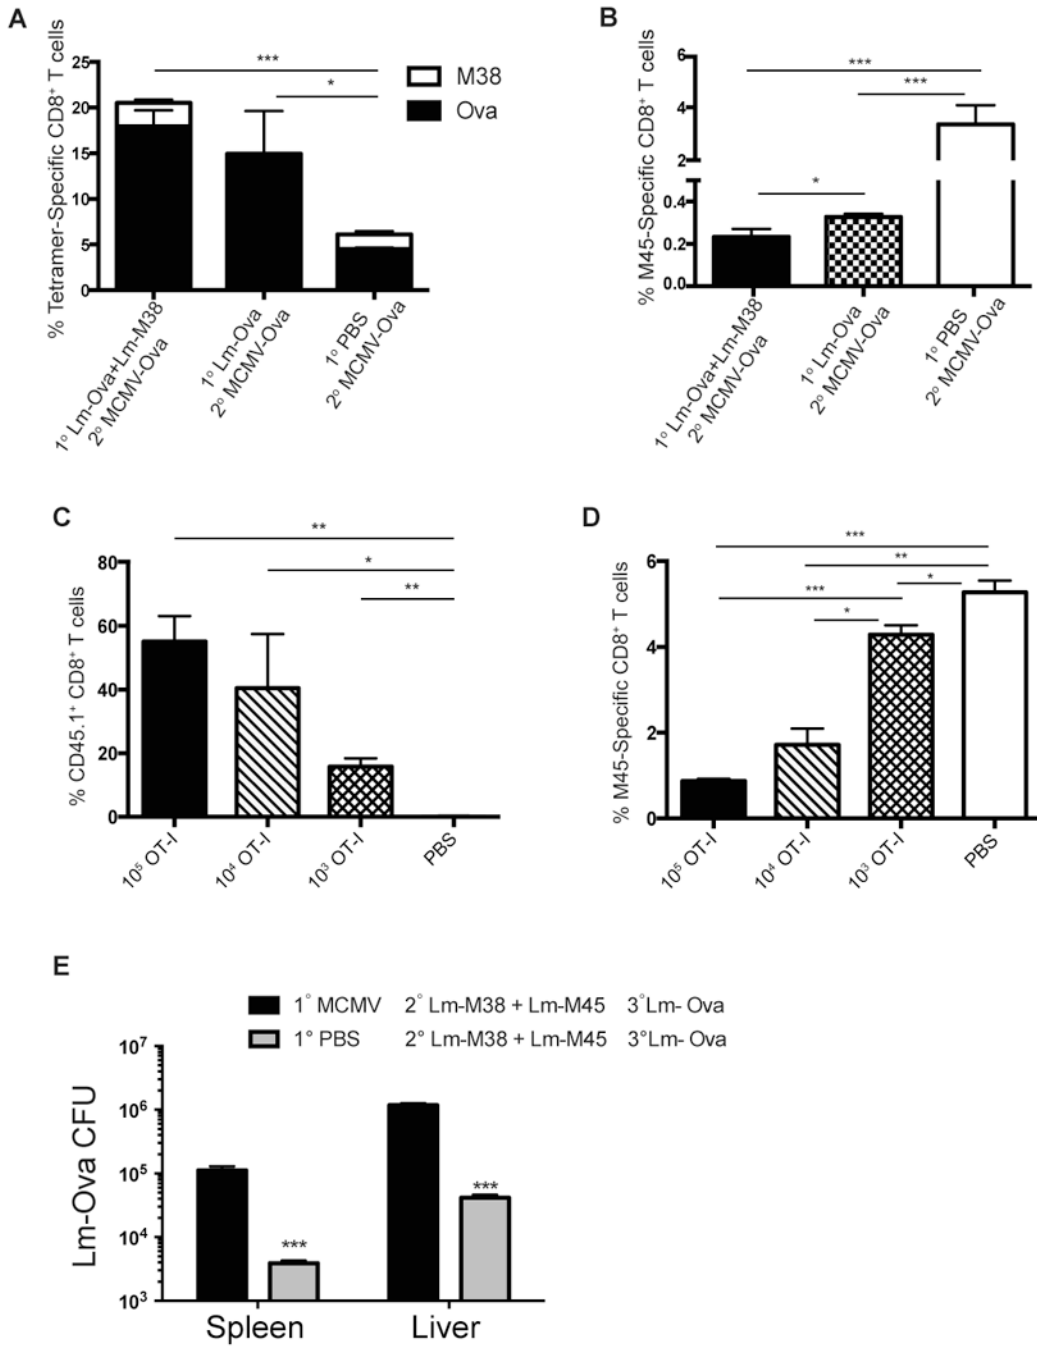 A
% Tetramer-Specific CD8⁺ T cells
25
20
15
10
5
0
***
*
M38
Ova
1° Lm-Ova+Lm-M38
2° MCMV-Ova
1° Lm-Ova
2° MCMV-Ova
1° PBS
2° MCMV-Ova
B
% M45-Specific CD8⁺ T cells
6
4
2
0.4
0.2
0.0
***
***
*
1° Lm-Ova+Lm-M38
2° MCMV-Ova
1° Lm-Ova
2° MCMV-Ova
1° PBS
2° MCMV-Ova
C
% CD45.1⁺ CD8⁺ T cells
80
60
40
20
0
**
*
**
10⁵ OT-I
10⁴ OT-I
10³ OT-I
PBS
D
% M45-Specific CD8⁺ T cells
6
4
2
0
***
**
*
***
*
10⁵ OT-I
10⁴ OT-I
10³ OT-I
PBS
E
1° MCMV 2° Lm-M38 + Lm-M45 3°Lm- Ova
1° PBS 2° Lm-M38 + Lm-M45 3°Lm- Ova
Lm-Ova CFU
10⁷
10⁶
10⁵
10⁴
10³
***
***
Spleen Liver